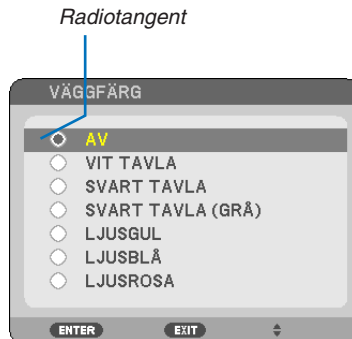 Radiotangent
VÄGGFÄRG
AV
VIT TAVLA
SVART TAVLA
SVART TAVLA (GRÅ)
LJUSGUL
LJUSBLÅ
LJUSROSA
ENTER EXIT